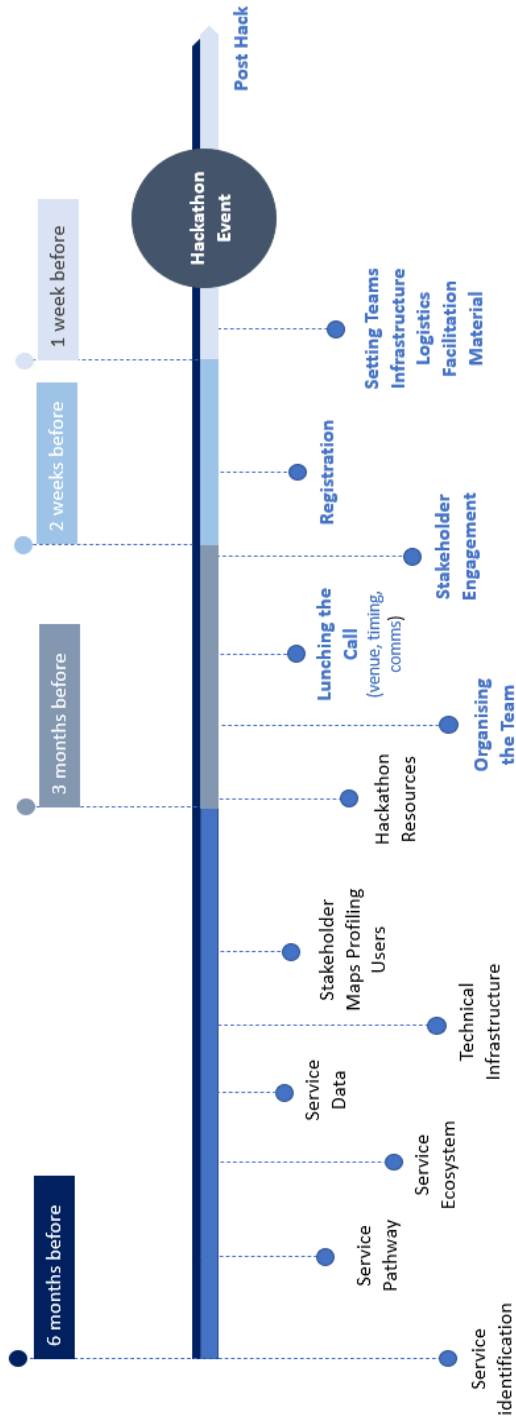 6 months before
3 months before
2 weeks before
1 week before
Hackathon
Event
Post Hack
Service
identification
Service
Pathway
Service
Ecosystem
Service
Data
Technical
Infrastructure
Stakeholder
Maps Profiling
Users
Hackathon
Resources
Organising
the Team
Lunching the
Call
(venue, timing,
comms)
Stakeholder
Engagement
Registration
Setting Teams
Infrastructure
Logistics
Facilitation
Material